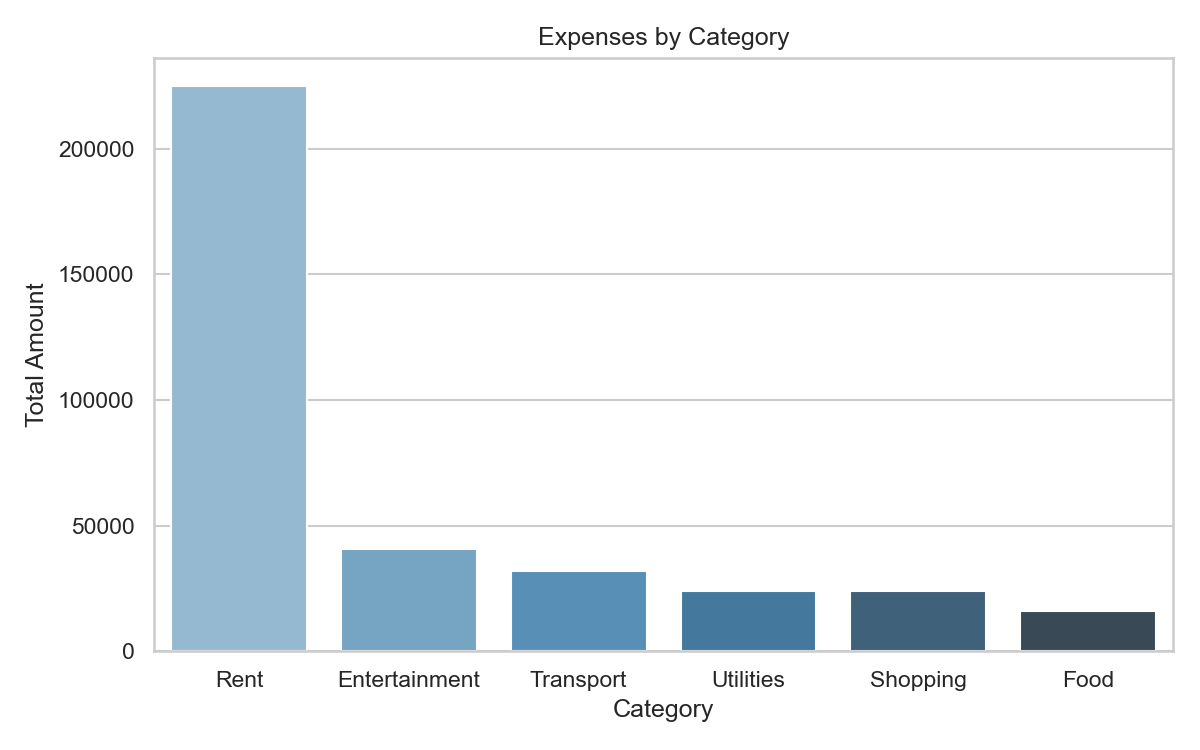 Expenses by Category
Total Amount
200000
150000
100000
50000
0
Rent Entertainment Transport Utilities Shopping Food
Category